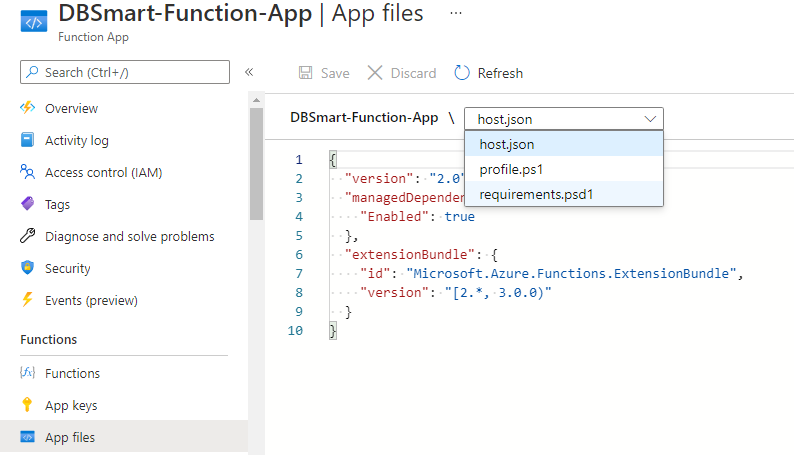 DBSmart-Function-App | App files ...
Function App
Search (Ctrl+/)
«
Overview
Activity log
Access control (IAM)
Tags
Diagnose and solve problems
Security
Events (preview)
Functions
Functions
App keys
App files
Save
Discard
Refresh
DBSmart-Function-App \ host.json
host.json
profile.ps1
requirements.psd1
1 {
2 "version": "2.0"
3 "managedDepender
4 "Enabled": true
5 },
6 "extensionBundle": {
7 "id": "Microsoft.Azure.Functions.ExtensionBundle",
8 "version": "[2.*, 3.0.0)"
9 }
10 }